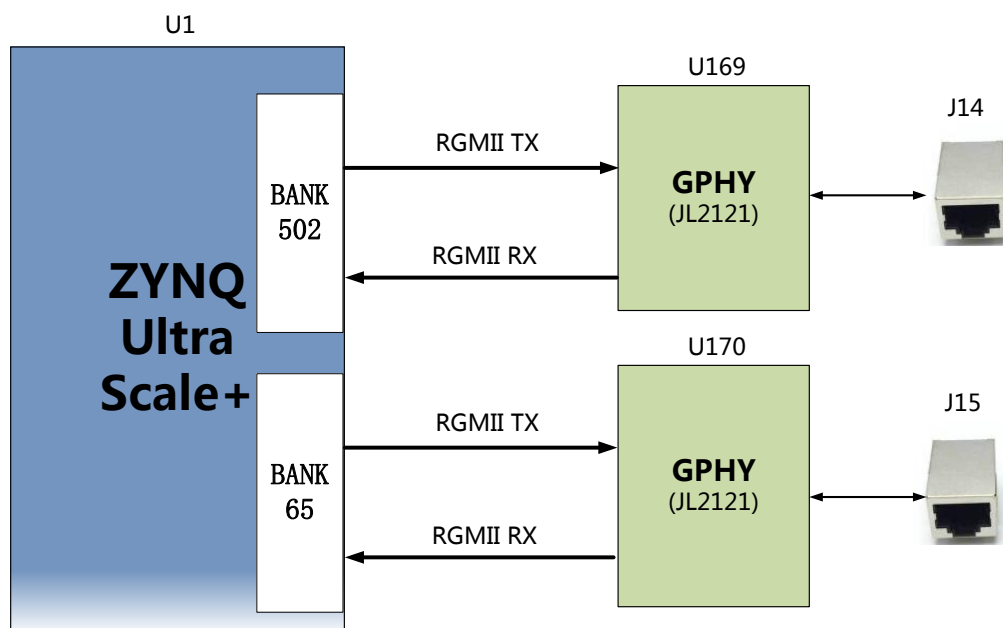 U1
ZYNQ
Ultra
Scale+
BANK
502
RGMII TX
RGMII RX
U169
GPHY
(JL2121)
J14
BANK
65
RGMII TX
RGMII RX
U170
GPHY
(JL2121)
J15